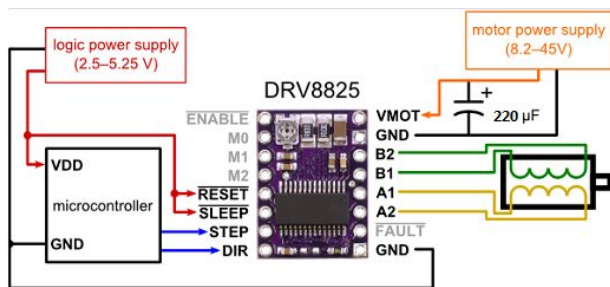 logic power supply
(2.5–5.25 V)
motor power supply
(8.2–45V)
DRV8825
ENABLE
M0
M1
M2
RESET
SLEEP
STEP
DIR
VMOT
GND
B2
B1
A1
A2
FAULT
GND
+
220 µF
VDD
microcontroller
GND